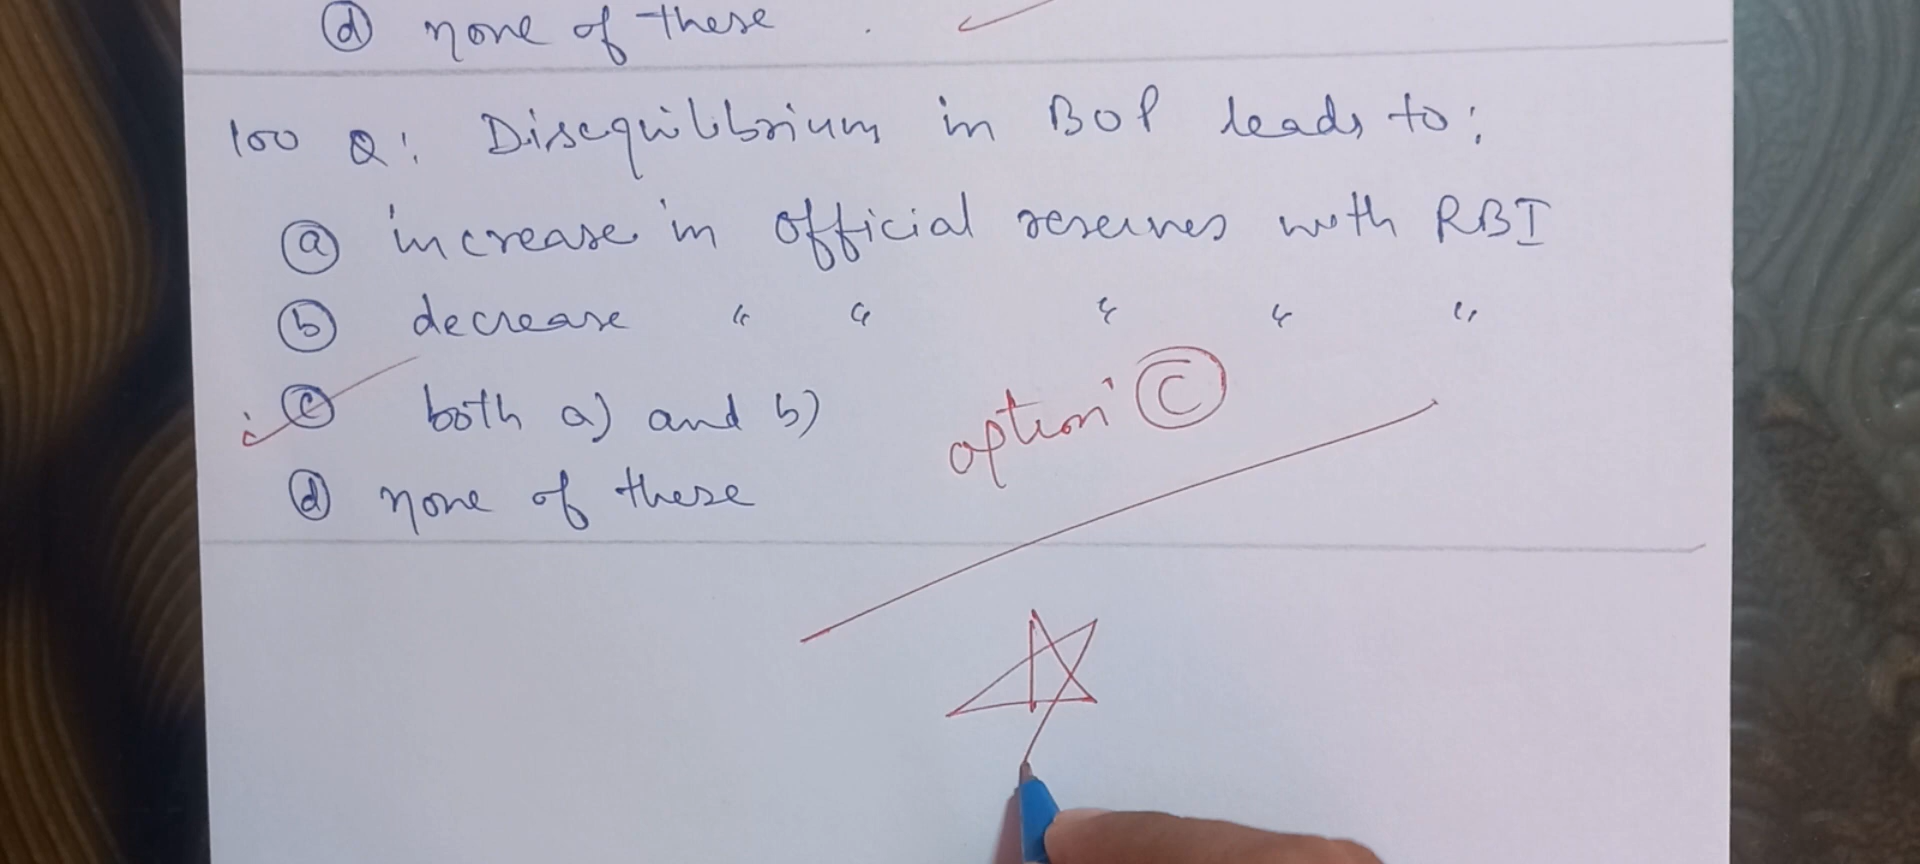 (d) none of these
100 Q: Disequilibrium in BOP leads to:
(a) increase in official reserves with RBI
(b) decrease " " " " "
(c) both a) and b)
option (C)
(d) none of these